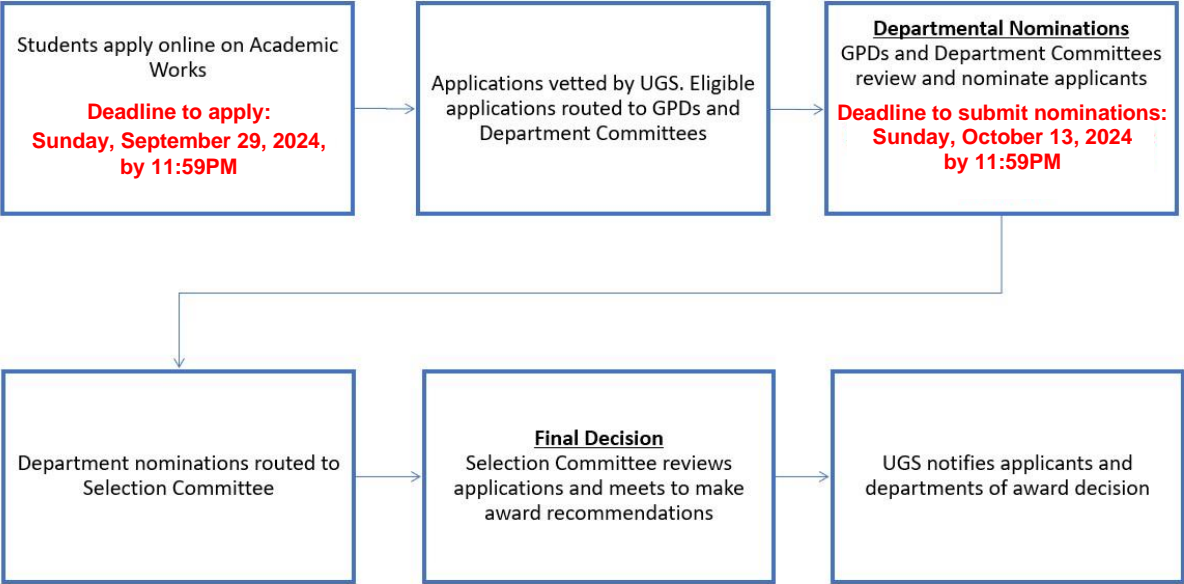 Students apply online on Academic
Works
Deadline to apply:
Sunday, September 29, 2024,
by 11:59PM
Applications vetted by UGS. Eligible
applications routed to GPDs and
Department Committees
Departmental Nominations
GPDs and Department Committees
review and nominate applicants
Deadline to submit nominations:
Sunday, October 13, 2024
by 11:59PM
Department nominations routed to
Selection Committee
Final Decision
Selection Committee reviews
applications and meets to make
award recommendations
UGS notifies applicants and
departments of award decision